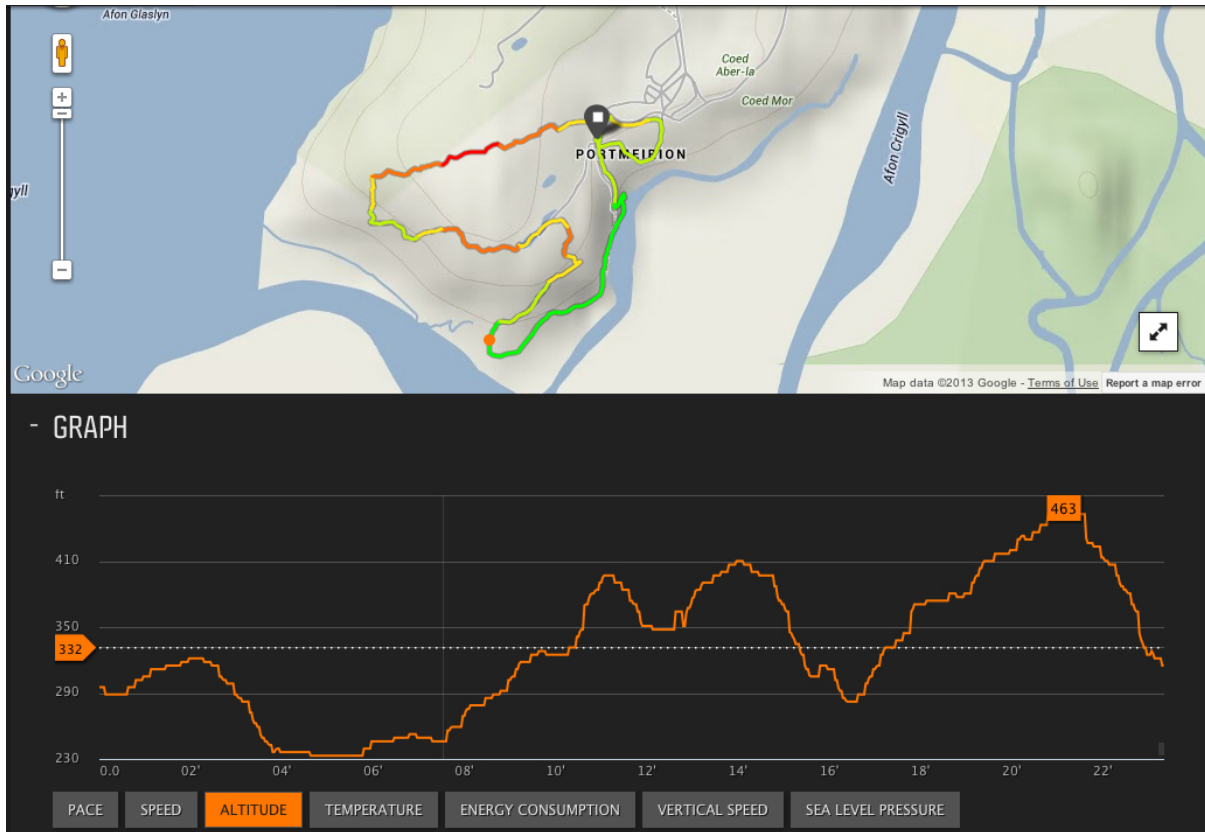 Afon Glaslyn
Coed
Aber-Ia
Coed Mor
PORTMEIRION
Afon Crigyll
gyll
Google
Map data ©2013 Google - Terms of Use
Report a map error
- GRAPH
ft
463
410
350
332
290
230
0.0 02' 04' 06' 08' 10' 12' 14' 16' 18' 20' 22'
PACE SPEED ALTITUDE TEMPERATURE ENERGY CONSUMPTION VERTICAL SPEED SEA LEVEL PRESSURE